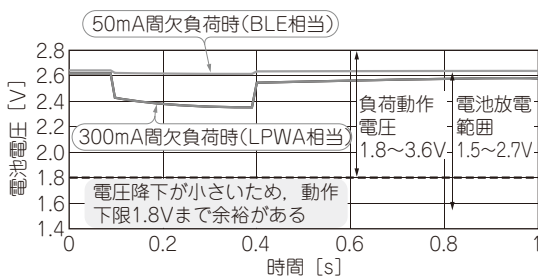 50mA間欠負荷時(BLE相当)
2.8
2.6
2.4
2.2
2.0
1.8
1.6
1.4
電池電圧 [V]
300mA間欠負荷時(LPWA相当)
負荷動作
電圧
1.8〜3.6V
電池放電
範囲
1.5〜2.7V
電圧降下が小さいため，動作
下限1.8Vまで余裕がある
0
0.2
0.4
0.6
0.8
1
時間 [s]